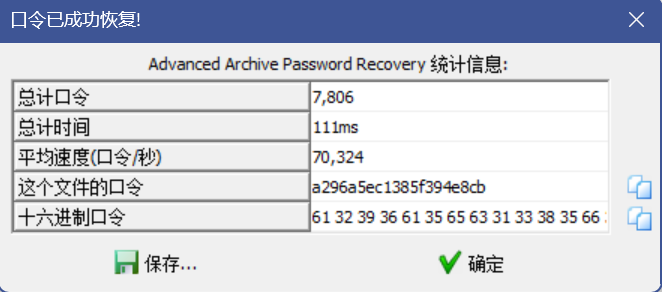 口令已成功恢复!
Advanced Archive Password Recovery 统计信息:
总计口令 7,806
总计时间 111ms
平均速度(口令/秒) 70,324
这个文件的口令 a296a5ec1385f394e8cb
十六进制口令 61 32 39 36 61 35 65 63 31 33 38 35 66
保存... 确定